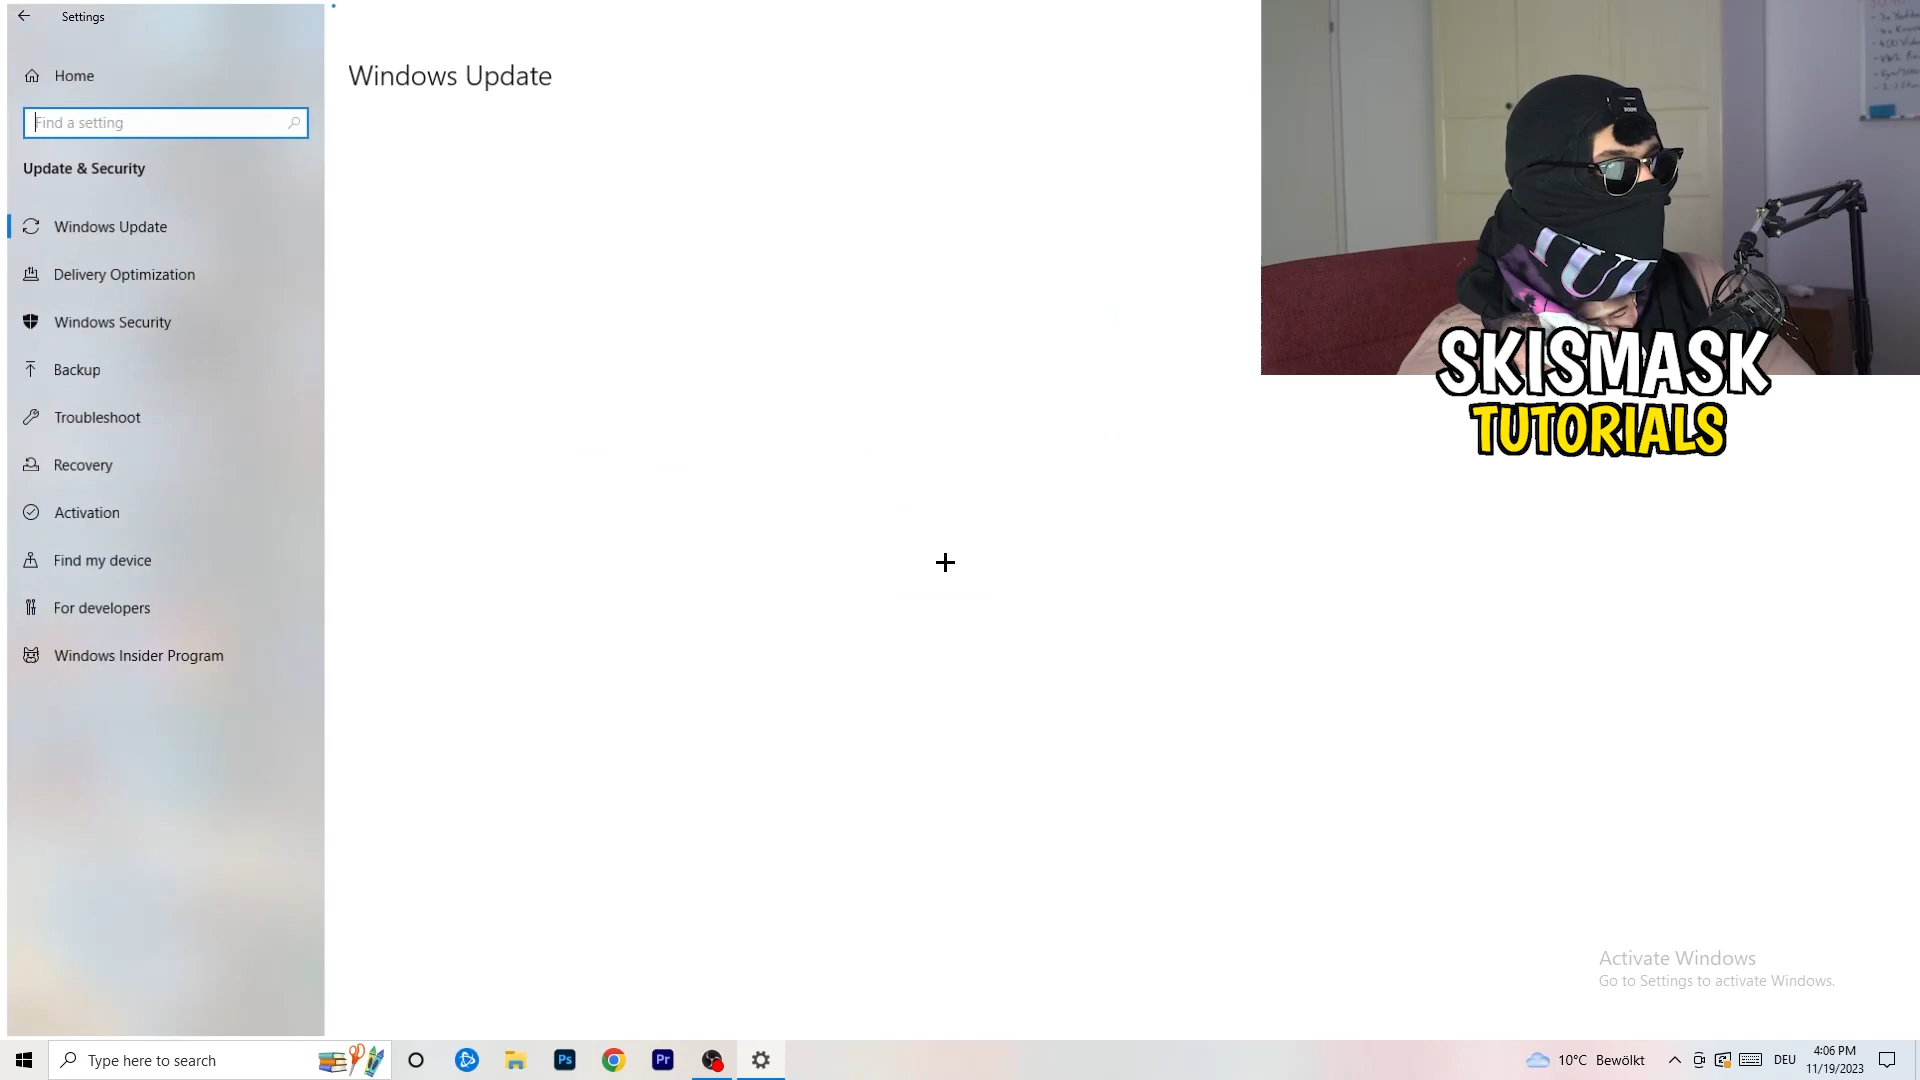 Settings
Home
Find a setting
Update & Security
Windows Update
Delivery Optimization
Windows Security
Backup
Troubleshoot
Recovery
Activation
Find my device
For developers
Windows Insider Program
Windows Update
SKISMASK
TUTORIALS
Activate Windows
Go to Settings to activate Windows.
Type here to search
Ps
Pr
10°C Bewölkt
DEU
4:06 PM
11/19/2023